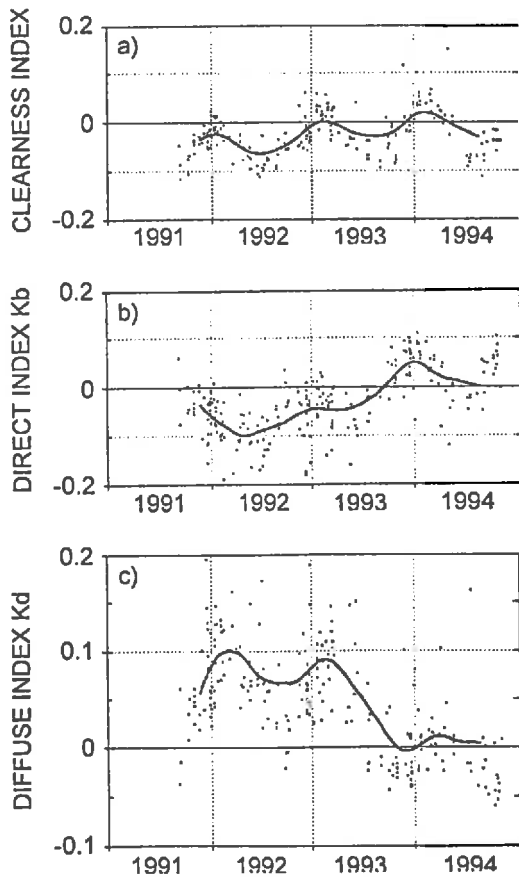 CLEARNESS INDEX
a)
0.2
0
-0.2
1991 1992 1993 1994
DIRECT INDEX Kb
b)
0.2
0
-0.2
1991 1992 1993 1994
DIFFUSE INDEX Kd
c)
0.2
0.1
0
-0.1
1991 1992 1993 1994